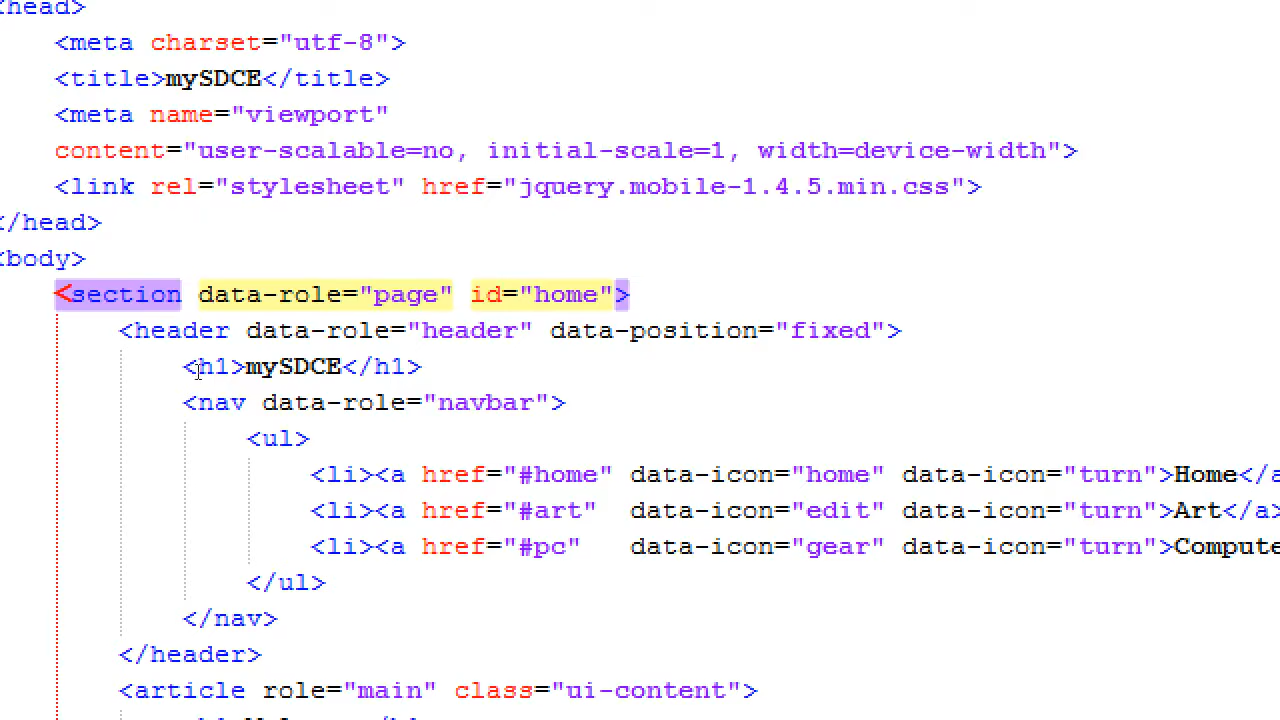 <head>
<meta charset="utf-8">
<title>mySDCE</title>
<meta name="viewport"
content="user-scalable=no, initial-scale=1, width=device-width">
<link rel="stylesheet" href="jquery.mobile-1.4.5.min.css">
</head>
<body>
<section data-role="page" id="home">
<header data-role="header" data-position="fixed">
<h1>mySDCE</h1>
<nav data-role="navbar">
<ul>
<li><a href="#home" data-icon="home" data-icon="turn">Home</a
<li><a href="#art" data-icon="edit" data-icon="turn">Art</a>
<li><a href="#pc" data-icon="gear" data-icon="turn">Compute
</ul>
</nav>
</header>
<article role="main" class="ui-content">